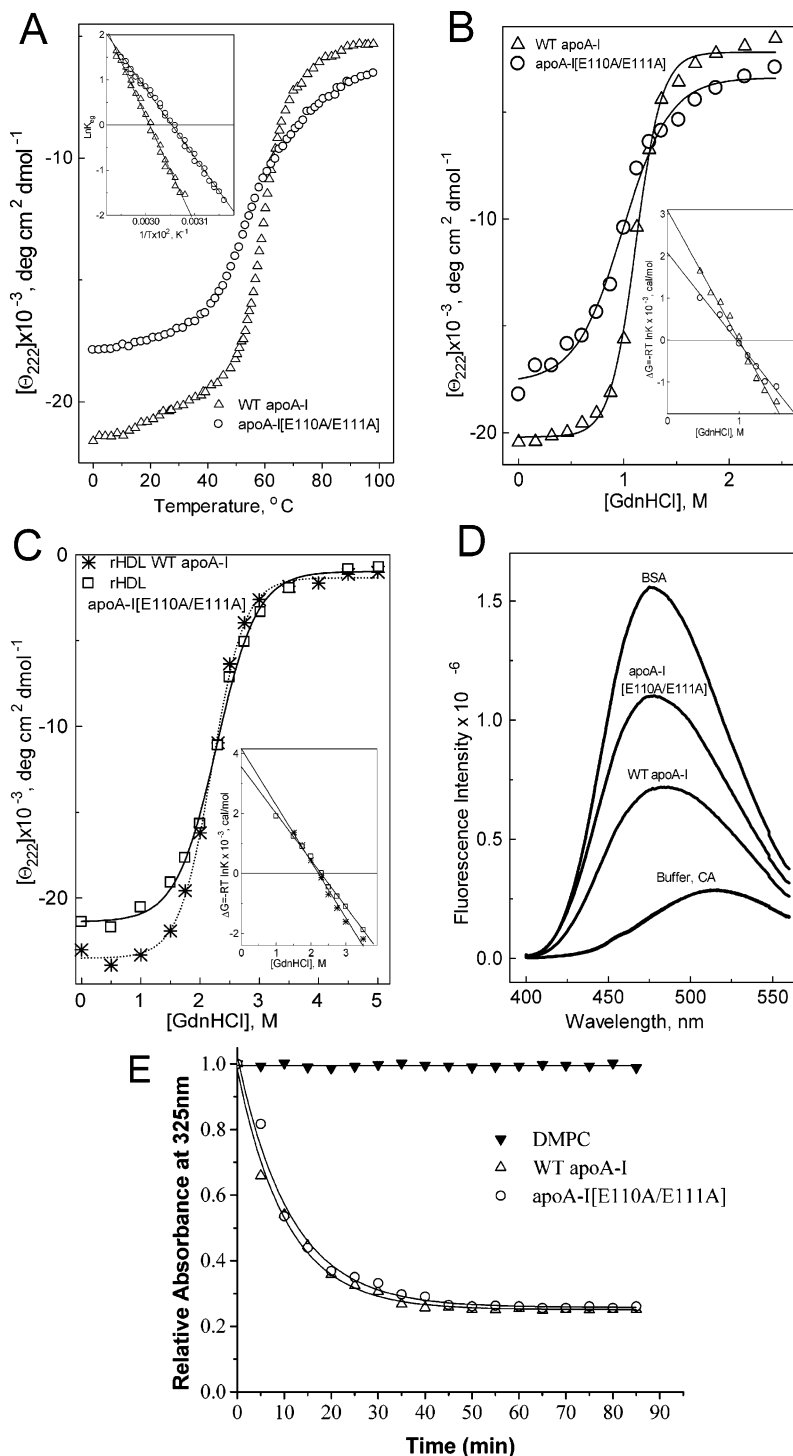 A
[Θ222]x10−3, deg cm2 dmol−1
-10
-20
0 20 40 60 80 100
Temperature, oC
△ WT apoA-I
○ apoA-I[E110A/E111A]
LnKeq
2
1
0
-1
-2
0.0030 0.0031
1/Tx102, K-1
B
△ WT apoA-I
○ apoA-I[E110A/E111A]
[Θ222]x10−3, deg cm2 dmol−1
-10
-20
0 1 2
[GdnHCl], M
ΔG=-RT lnK x 10-3, cal/mol
3
2
1
0
-1
0 1
[GdnHCl], M
C
rHDL WT apoA-I
rHDL
apoA-I[E110A/E111A]
[Θ222]x10−3, deg cm2 dmol−1
0
-10
-20
0 1 2 3 4 5
[GdnHCl], M
ΔG=-RT lnK x 10-3, cal/mol
4
2
0
-2
0 1 2 3
[GdnHCl], M
D
Fluorescence Intensity x 10-6
1.5
1.0
0.5
0.0
400 450 500 550
Wavelength, nm
BSA
apoA-I
[E110A/E111A]
WT apoA-I
Buffer, CA
E
Relative Absorbance at 325nm
1.0
0.8
0.6
0.4
0.2
0.0
0 10 20 30 40 50 60 70 80 90
Time (min)
▼ DMPC
△ WT apoA-I
○ apoA-I[E110A/E111A]